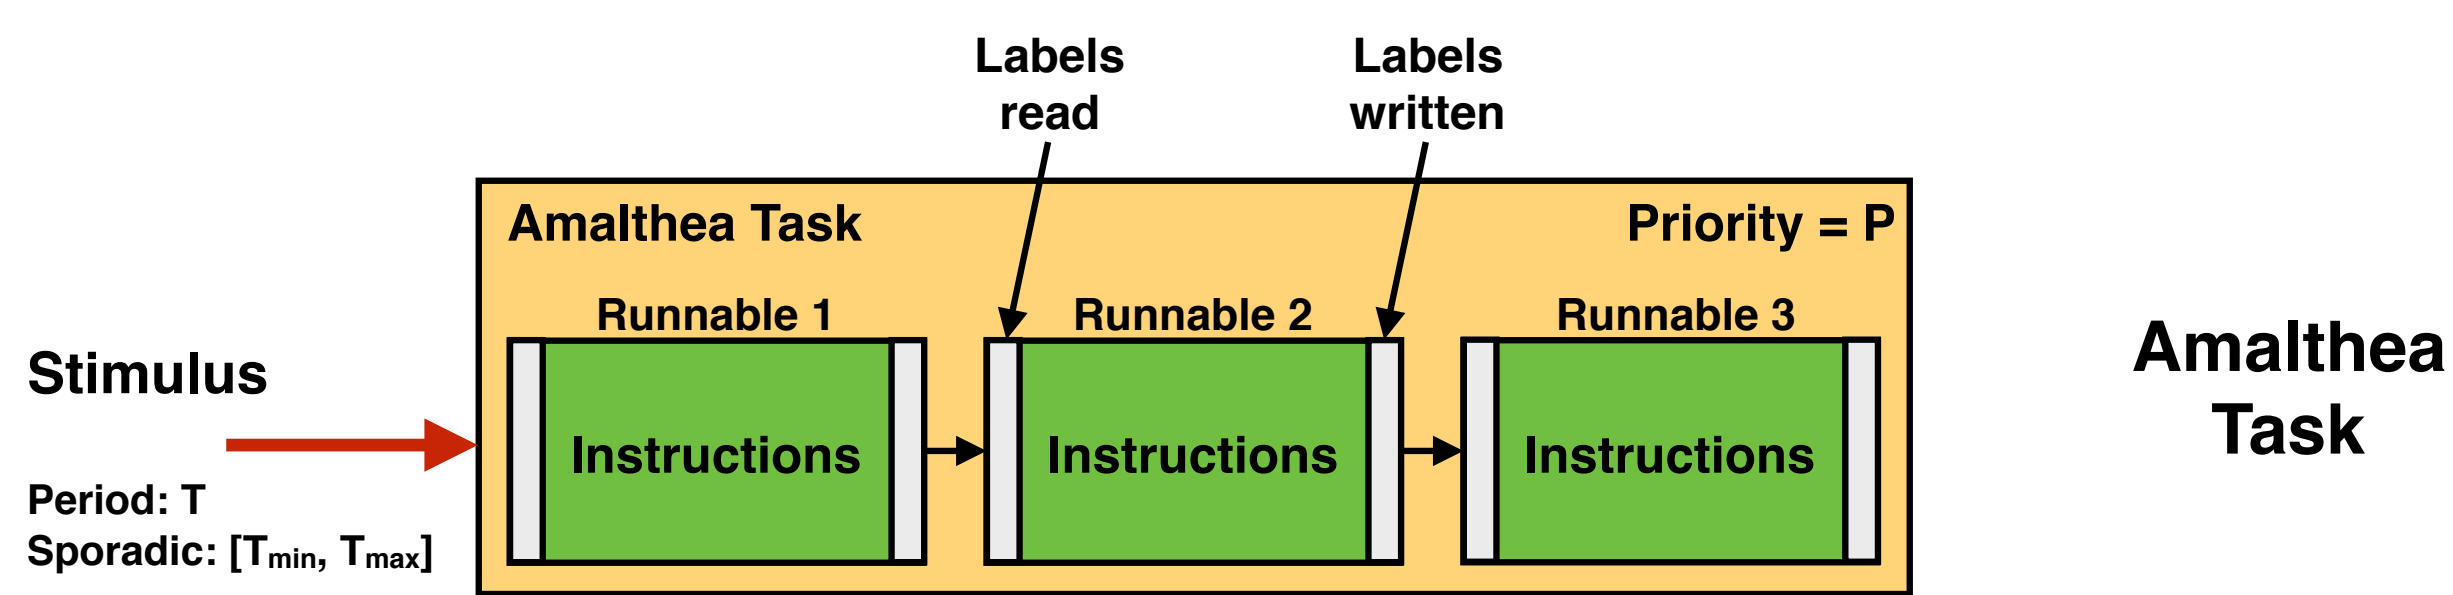 Labels
read
Labels
written
Amalthea Task
Priority = P
Runnable 1
Runnable 2
Runnable 3
Stimulus
Instructions
Instructions
Instructions
Period: T
Sporadic: [Tmin, Tmax]
Amalthea
Task